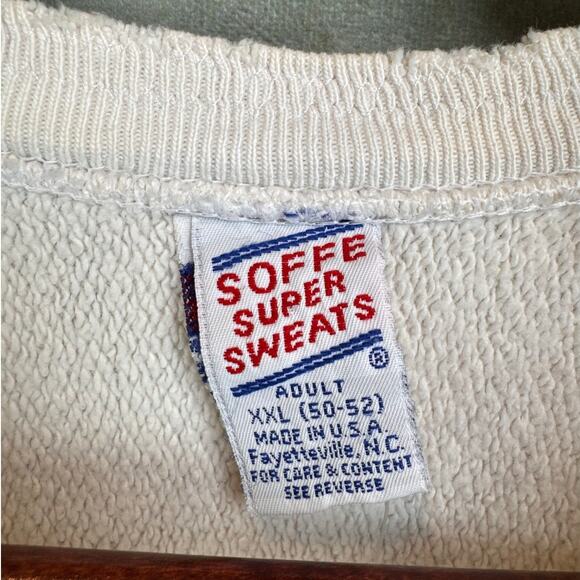 SOFFE
SUPER
SWEATS
®
ADULT
XXL (50-52)
MADE IN U.S.A.
Fayetteville, N.C.
FOR CARE & CONTENT
SEE REVERSE